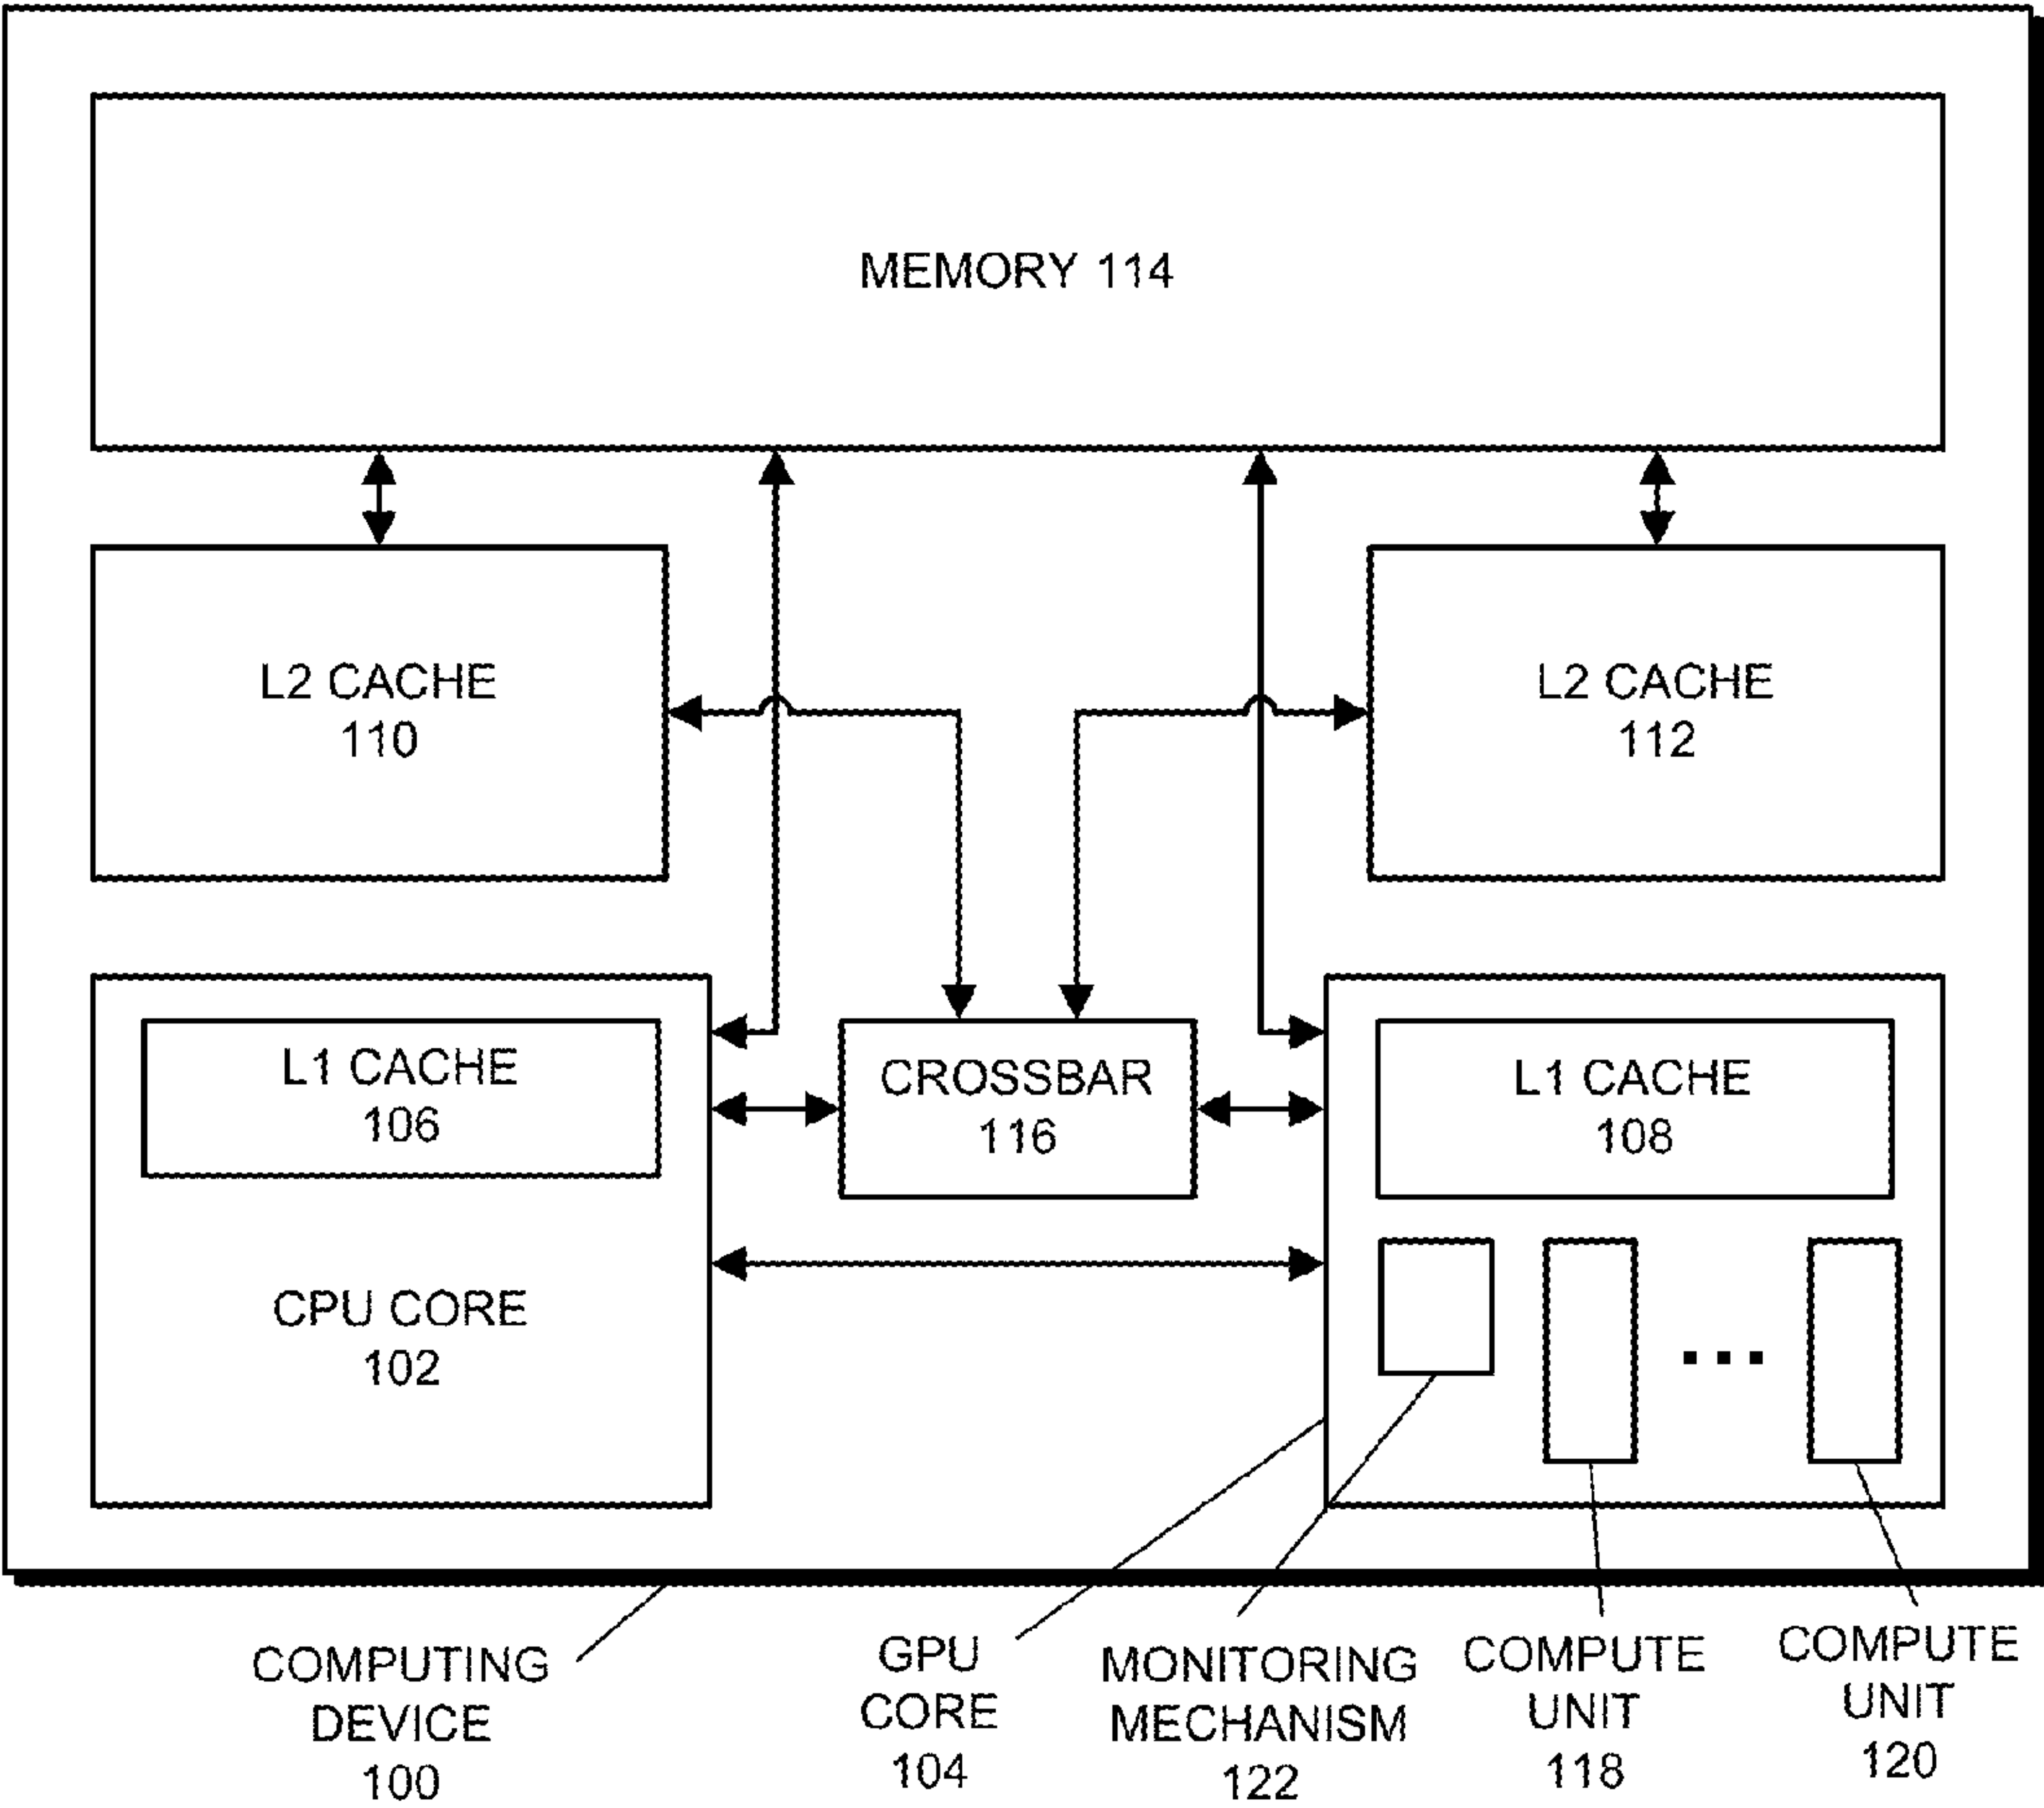 MEMORY 114
L2 CACHE
110
L2 CACHE
112
L1 CACHE
106
CROSSBAR
116
L1 CACHE
108
CPU CORE
102
...
COMPUTING
DEVICE
100
GPU
CORE
104
MONITORING
MECHANISM
122
COMPUTE
UNIT
118
COMPUTE
UNIT
120